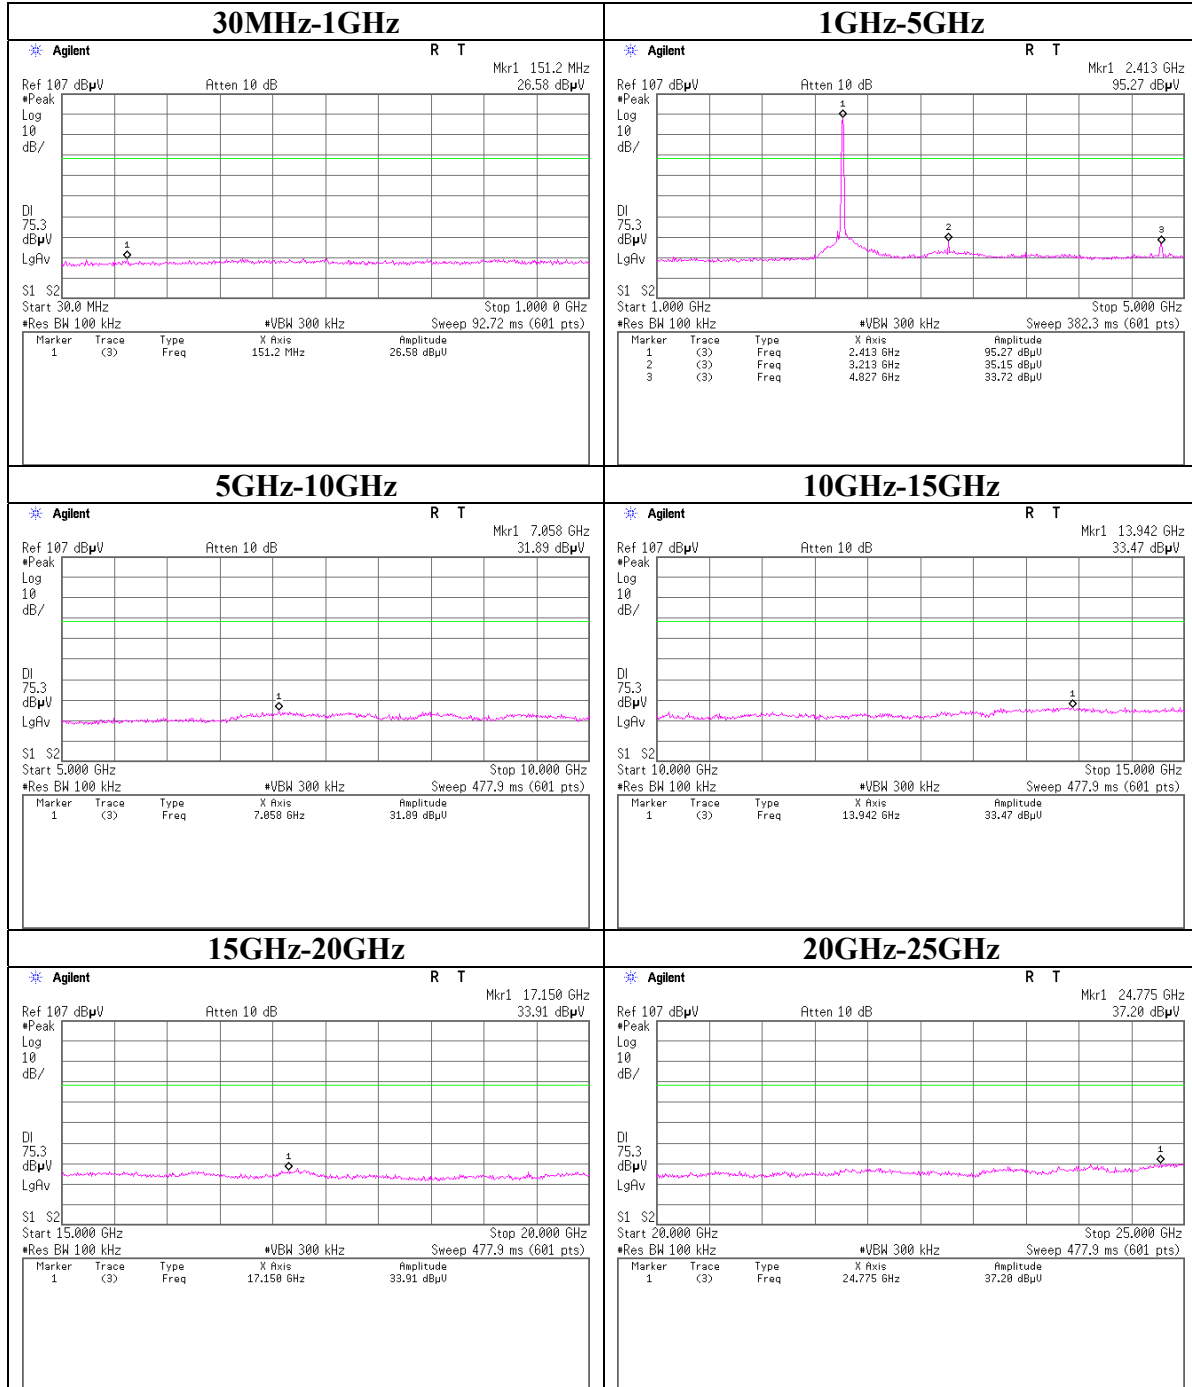 30MHz-1GHz
Agilent R T
Mkr1 151.2 MHz
Ref 107 dBµV Atten 10 dB 26.58 dBµV
#Peak
Log
10
dB/
DI
75.3
dBµV
LgAv
1
S1 S2
Start 30.0 MHz Stop 1.000 0 GHz
#Res BW 100 kHz #VBW 300 kHz Sweep 92.72 ms (601 pts)
Marker Trace Type X Axis Amplitude
1 (3) Freq 151.2 MHz 26.58 dBµV
1GHz-5GHz
Agilent R T
Mkr1 2.413 GHz
Ref 107 dBµV Atten 10 dB 95.27 dBµV
#Peak
Log
10
dB/
DI
75.3
dBµV
LgAv
1
2
3
S1 S2
Start 1.000 GHz Stop 5.000 GHz
#Res BW 100 kHz #VBW 300 kHz Sweep 382.3 ms (601 pts)
Marker Trace Type X Axis Amplitude
1 (3) Freq 2.413 GHz 95.27 dBµV
2 (3) Freq 3.213 GHz 35.15 dBµV
3 (3) Freq 4.827 GHz 33.72 dBµV
5GHz-10GHz
Agilent R T
Mkr1 7.058 GHz
Ref 107 dBµV Atten 10 dB 31.89 dBµV
#Peak
Log
10
dB/
DI
75.3
dBµV
LgAv
1
S1 S2
Start 5.000 GHz Stop 10.000 GHz
#Res BW 100 kHz #VBW 300 kHz Sweep 477.9 ms (601 pts)
Marker Trace Type X Axis Amplitude
1 (3) Freq 7.058 GHz 31.89 dBµV
10GHz-15GHz
Agilent R T
Mkr1 13.942 GHz
Ref 107 dBµV Atten 10 dB 33.47 dBµV
#Peak
Log
10
dB/
DI
75.3
dBµV
LgAv
1
S1 S2
Start 10.000 GHz Stop 15.000 GHz
#Res BW 100 kHz #VBW 300 kHz Sweep 477.9 ms (601 pts)
Marker Trace Type X Axis Amplitude
1 (3) Freq 13.942 GHz 33.47 dBµV
15GHz-20GHz
Agilent R T
Mkr1 17.150 GHz
Ref 107 dBµV Atten 10 dB 33.91 dBµV
#Peak
Log
10
dB/
DI
75.3
dBµV
LgAv
1
S1 S2
Start 15.000 GHz Stop 20.000 GHz
#Res BW 100 kHz #VBW 300 kHz Sweep 477.9 ms (601 pts)
Marker Trace Type X Axis Amplitude
1 (3) Freq 17.150 GHz 33.91 dBµV
20GHz-25GHz
Agilent R T
Mkr1 24.775 GHz
Ref 107 dBµV Atten 10 dB 37.20 dBµV
#Peak
Log
10
dB/
DI
75.3
dBµV
LgAv
1
S1 S2
Start 20.000 GHz Stop 25.000 GHz
#Res BW 100 kHz #VBW 300 kHz Sweep 477.9 ms (601 pts)
Marker Trace Type X Axis Amplitude
1 (3) Freq 24.775 GHz 37.20 dBµV